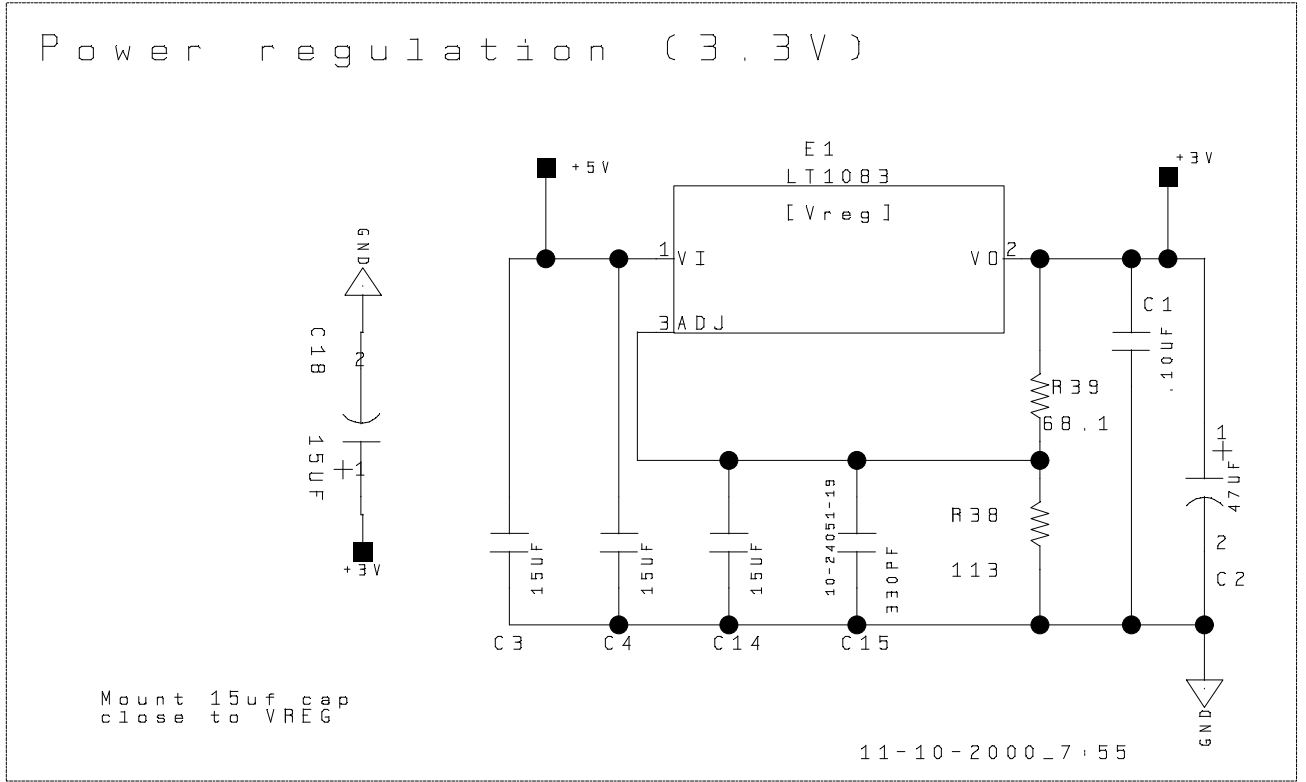 Power regulation (3.3V)
E1
LT1083
[Vreg]
+5V
+3V
1
VI
VO
2
3
ADJ
GND
C18
2
15UF
+
1
+3V
C1
.10UF
R39
68.1
1
+
47UF
2
C2
R38
113
10-24051-19
330PF
15UF
15UF
15UF
C3
C4
C14
C15
GND
Mount 15uf cap
close to VREG
11-10-2000_7:55